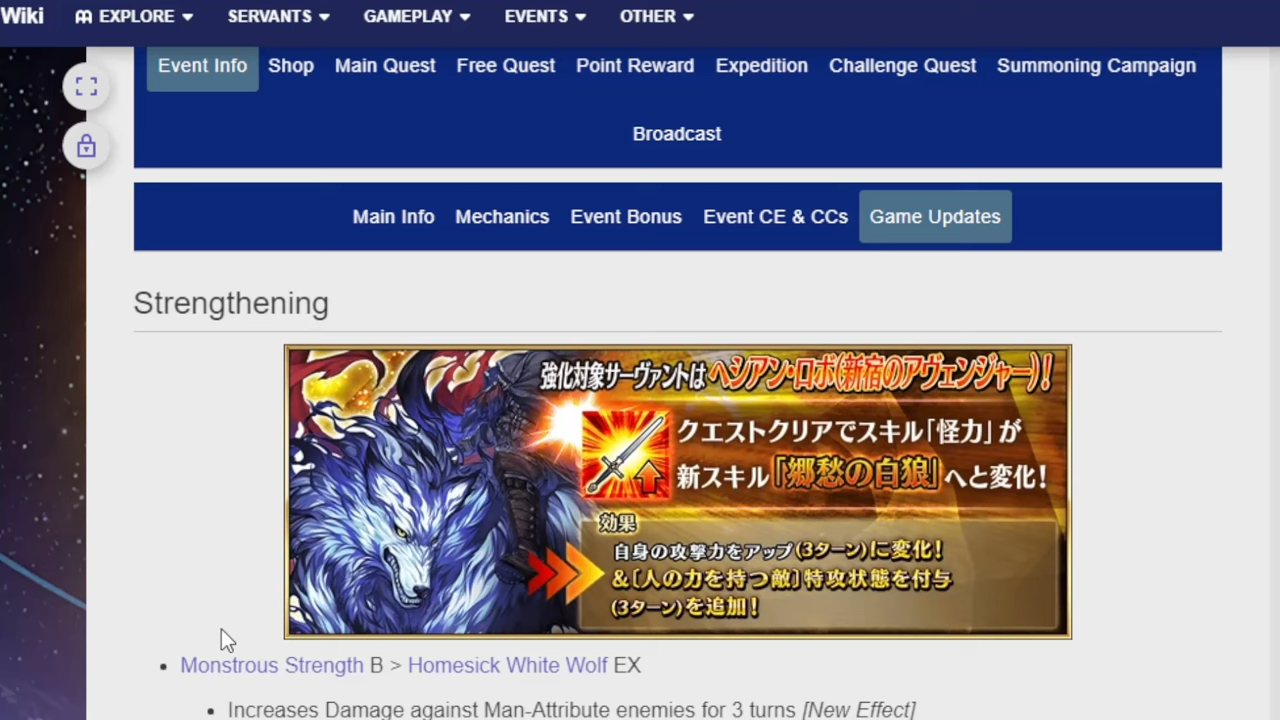 Wiki EXPLORE SERVANTS GAMEPLAY EVENTS OTHER
Event Info Shop Main Quest Free Quest Point Reward Expedition Challenge Quest Summoning Campaign
Broadcast
Main Info Mechanics Event Bonus Event CE & CCs Game Updates
Strengthening
強化対象サーヴァントはヘシアン・ロボ(新宿のアヴェンジャー)!
クエストクリアでスキル「怪力」が
新スキル「郷愁の白狼」へと変化!
効果
自身の攻撃力をアップ(3ターン)に変化!
&〔人の力を持つ敵〕特攻状態を付与
(3ターン)を追加!
• Monstrous Strength B > Homesick White Wolf EX
• Increases Damage against Man-Attribute enemies for 3 turns [New Effect]